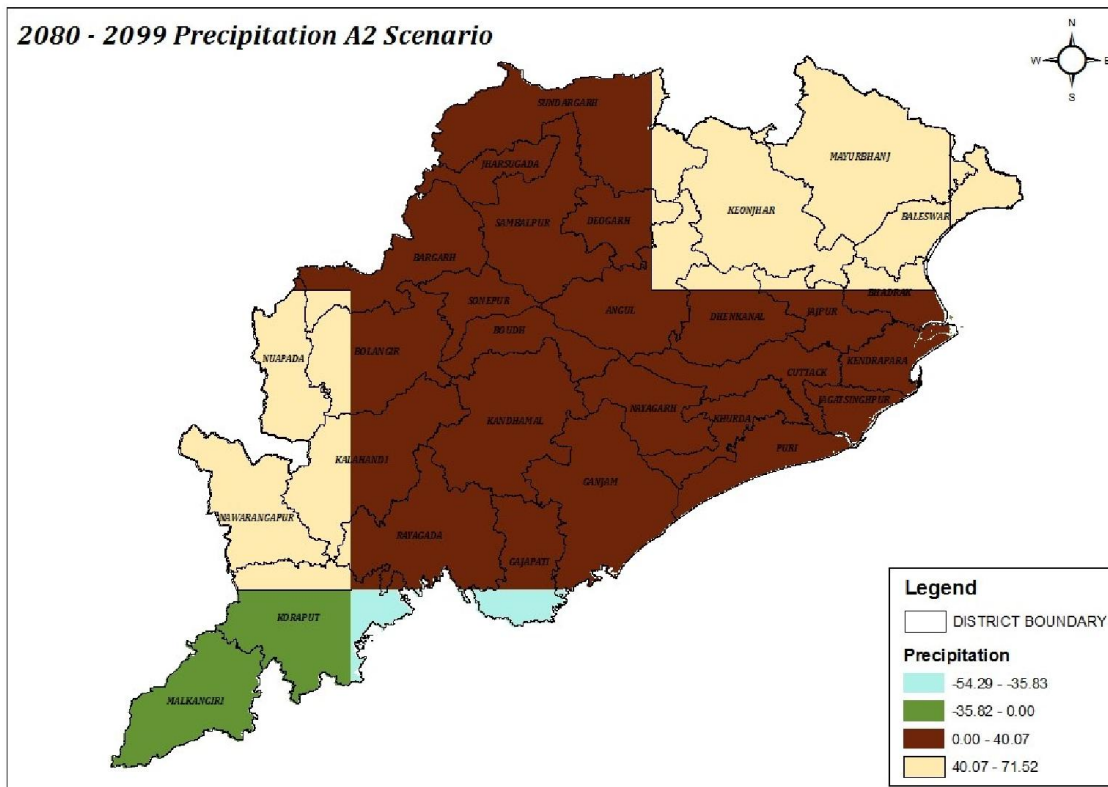 2080 - 2099 Precipitation A2 Scenario
N
W E
S
SUNDARGARH
JHARSUGADA
MAYURBHANJ
KEONJHAR
SAMBALPUR
DEOGARH
BALESWAR
BARGARH
SONEPUR
ANGUL
DHENKANAL
JAJPUR
BHADRAK
BOUDH
NUAPADA
BOLANGIR
KENDRAPARA
CUTTACK
JAGATSINGHPUR
KANDHAMAL
NAYAGARH
KHURDA
PURI
KALAHANDI
GANJAM
NAWARANGAPUR
RAYAGADA
GAJAPATI
KORAPUT
MALKANGIRI
Legend
DISTRICT BOUNDARY
Precipitation
-54.29 - -35.83
-35.82 - 0.00
0.00 - 40.07
40.07 - 71.52